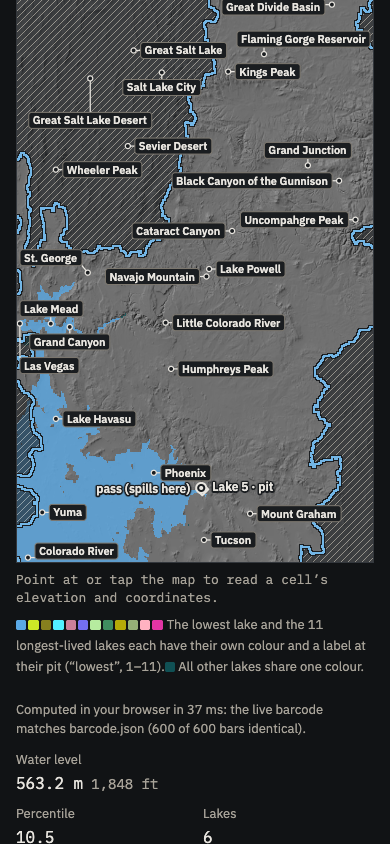 Great Divide Basin
Flaming Gorge Reservoir
Great Salt Lake
Kings Peak
Salt Lake City
Great Salt Lake Desert
Sevier Desert
Grand Junction
Wheeler Peak
Black Canyon of the Gunnison
Uncompahgre Peak
Cataract Canyon
St. George
Lake Powell
Navajo Mountain
Lake Mead
Little Colorado River
Grand Canyon
Las Vegas
Humphreys Peak
Lake Havasu
Phoenix
pass (spills here)
Lake 5 · pit
Yuma
Mount Graham
Tucson
Colorado River
Point at or tap the map to read a cell’s
elevation and coordinates.
The lowest lake and the 11
longest-lived lakes each have their own colour and a label at
their pit (“lowest”, 1–11). All other lakes share one colour.
Computed in your browser in 37 ms: the live barcode
matches barcode.json (600 of 600 bars identical).
Water level
563.2 m 1,848 ft
Percentile
Lakes
10.5
6